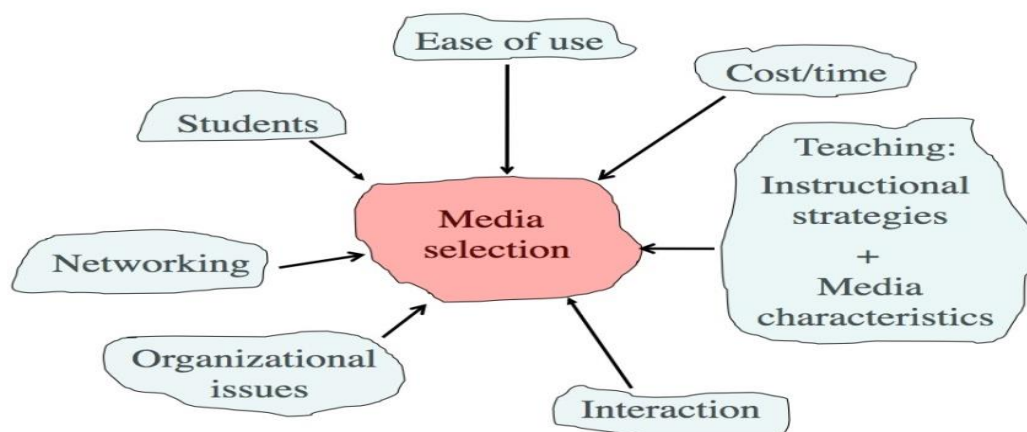 Ease of use
Cost/time
Students
Teaching:
Instructional
strategies
+
Media
characteristics
Media
selection
Networking
Organizational
issues
Interaction